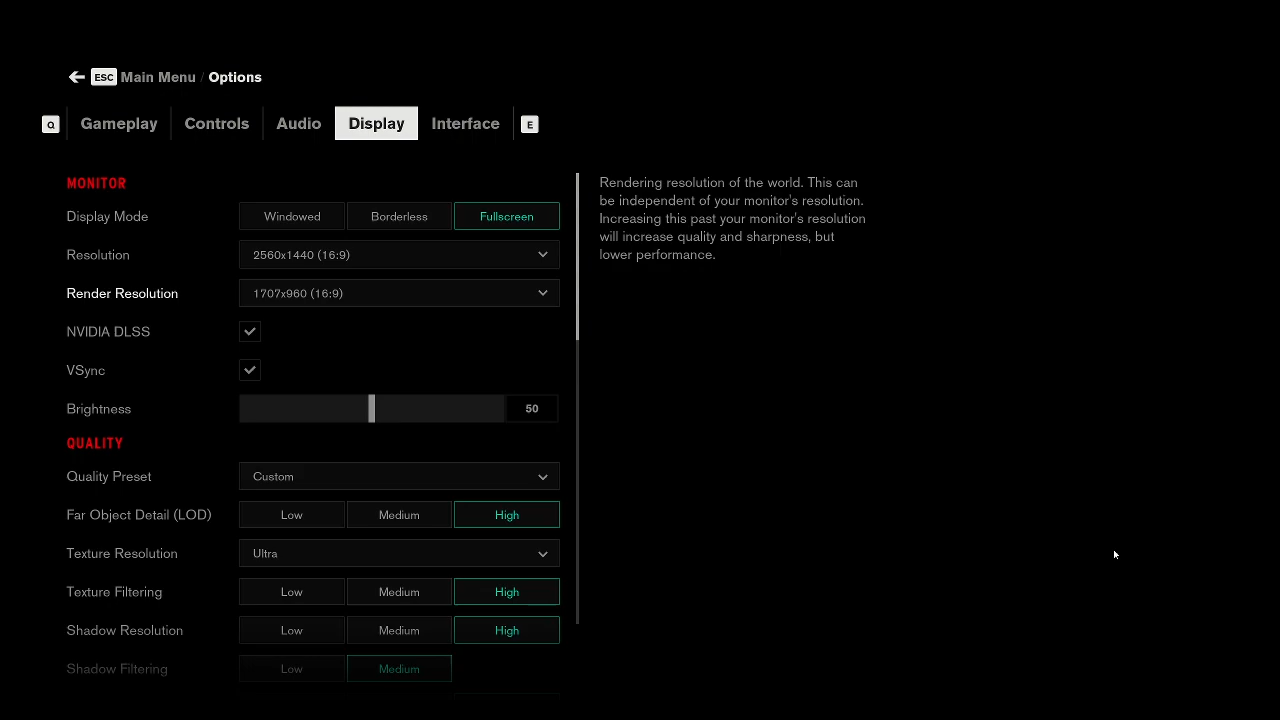 ESC Main Menu / Options
Q Gameplay Controls Audio Display Interface E
MONITOR
Display Mode Windowed Borderless Fullscreen
Resolution 2560x1440 (16:9)
Render Resolution 1707x960 (16:9)
NVIDIA DLSS
VSync
Brightness 50
QUALITY
Quality Preset Custom
Far Object Detail (LOD) Low Medium High
Texture Resolution Ultra
Texture Filtering Low Medium High
Shadow Resolution Low Medium High
Shadow Filtering Low Medium
Rendering resolution of the world. This can
be independent of your monitor's resolution.
Increasing this past your monitor's resolution
will increase quality and sharpness, but
lower performance.